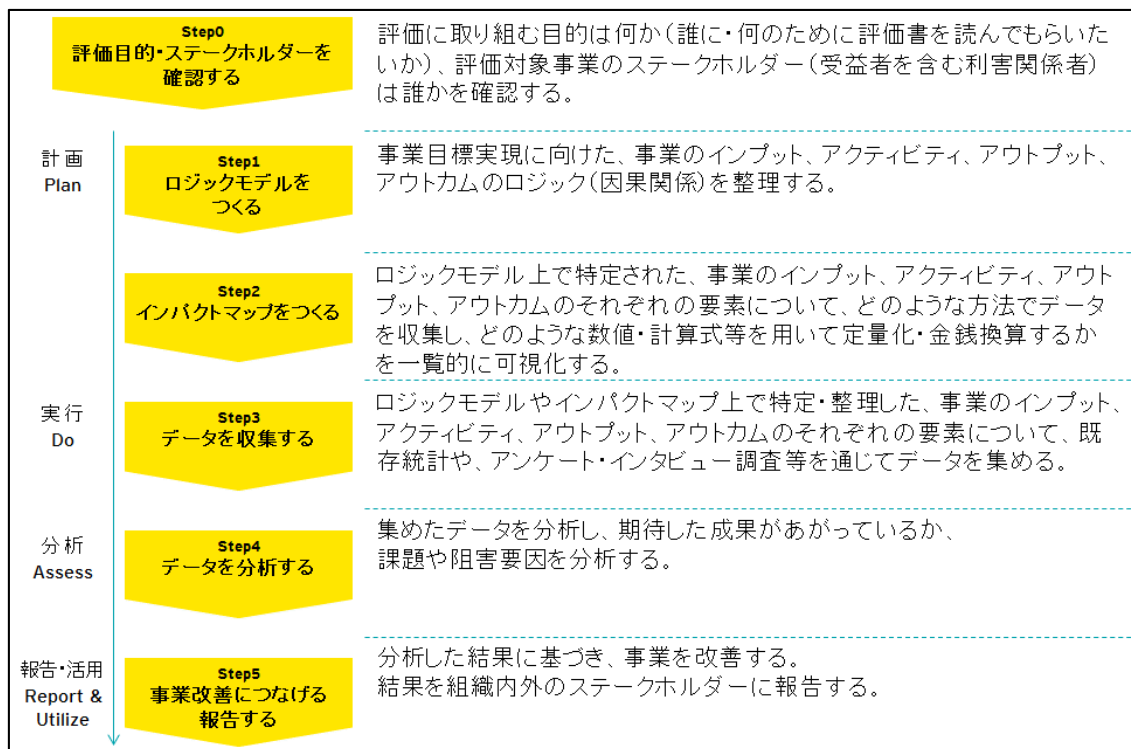 Step0
評価目的・ステークホルダーを
確認する
評価に取り組む目的は何か（誰に・何のために評価書を読んでもらいた
いか）、評価対象事業のステークホルダー（受益者を含む利害関係者）
は誰かを確認する。
計画
Plan
Step1
ロジックモデルを
つくる
事業目標実現に向けた、事業のインプット、アクティビティ、アウトプット、
アウトカムのロジック（因果関係）を整理する。
Step2
インパクトマップをつくる
ロジックモデル上で特定された、事業のインプット、アクティビティ、アウト
プット、アウトカムのそれぞれの要素について、どのような方法でデータ
を収集し、どのような数値・計算式等を用いて定量化・金銭換算するか
を一覧的に可視化する。
実行
Do
Step3
データを収集する
ロジックモデルやインパクトマップ上で特定・整理した、事業のインプット、
アクティビティ、アウトプット、アウトカムのそれぞれの要素について、既
存統計や、アンケート・インタビュー調査等を通じてデータを集める。
分析
Assess
Step4
データを分析する
集めたデータを分析し、期待した成果があがっているか、
課題や阻害要因を分析する。
報告・活用
Report &
Utilize
Step5
事業改善につなげる
報告する
分析した結果に基づき、事業を改善する。
結果を組織内外のステークホルダーに報告する。